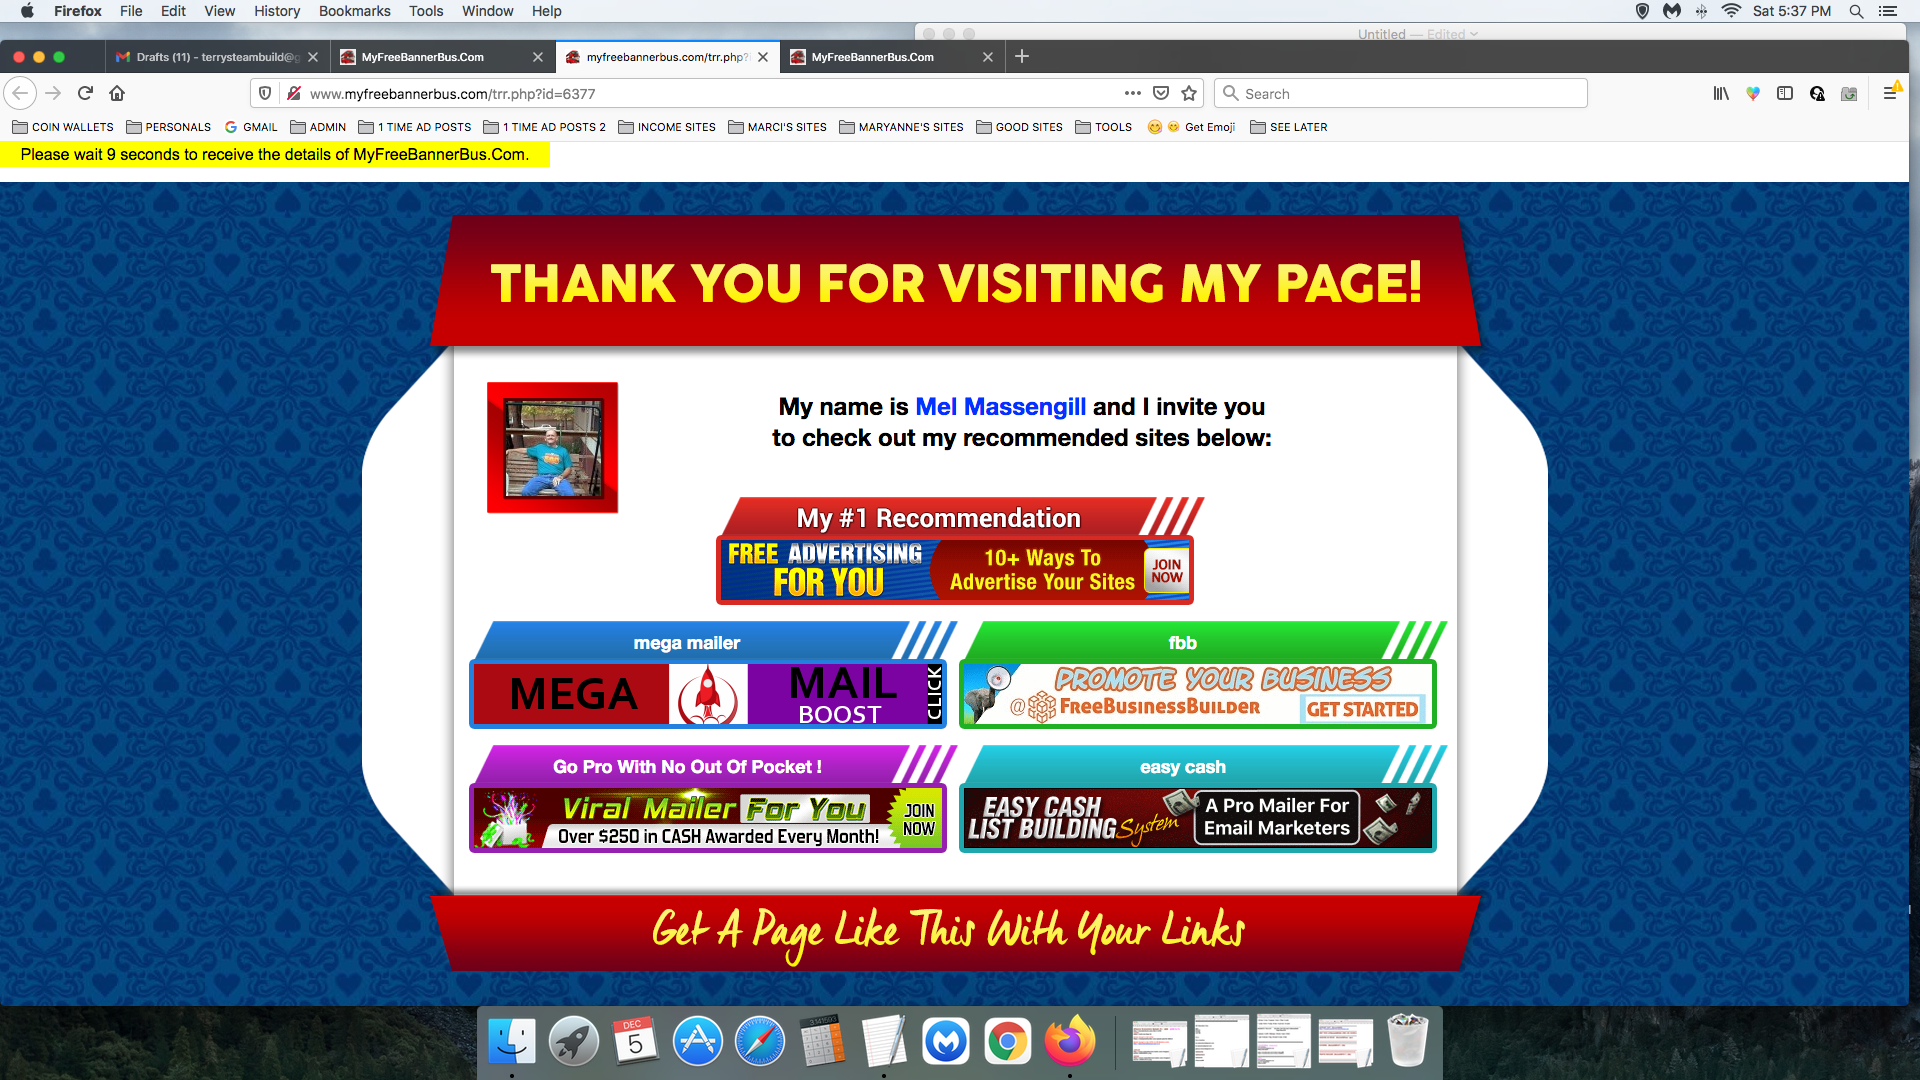 Firefox File Edit View History Bookmarks Tools Window Help Sat 5:37 PM
Untitled — Edited
Drafts (11) - terrysteambuild@g
MyFreeBannerBus.Com
myfreebannerbus.com/trr.php?i
MyFreeBannerBus.Com
www.myfreebannerbus.com/trr.php?id=6377
Search
COIN WALLETS PERSONALS GMAIL ADMIN 1 TIME AD POSTS 1 TIME AD POSTS 2 INCOME SITES MARCI'S SITES MARYANNE'S SITES GOOD SITES TOOLS Get Emoji SEE LATER
Please wait 9 seconds to receive the details of MyFreeBannerBus.Com.
THANK YOU FOR VISITING MY PAGE!
My name is Mel Massengill and I invite you
to check out my recommended sites below:
My #1 Recommendation
FREE ADVERTISING
FOR YOU
10+ Ways To
Advertise Your Sites
JOIN
NOW
mega mailer
MEGA
MAIL
BOOST
CLICK
fbb
PROMOTE YOUR BUSINESS
@ FREEBUSINESSBUILDER
GET STARTED
Go Pro With No Out Of Pocket !
Viral Mailer For You
Over $250 in CASH Awarded Every Month!
JOIN
NOW
easy cash
EASY CASH
LIST BUILDING System
A Pro Mailer For
Email Marketers
Get A Page Like This With Your Links
DEC
5